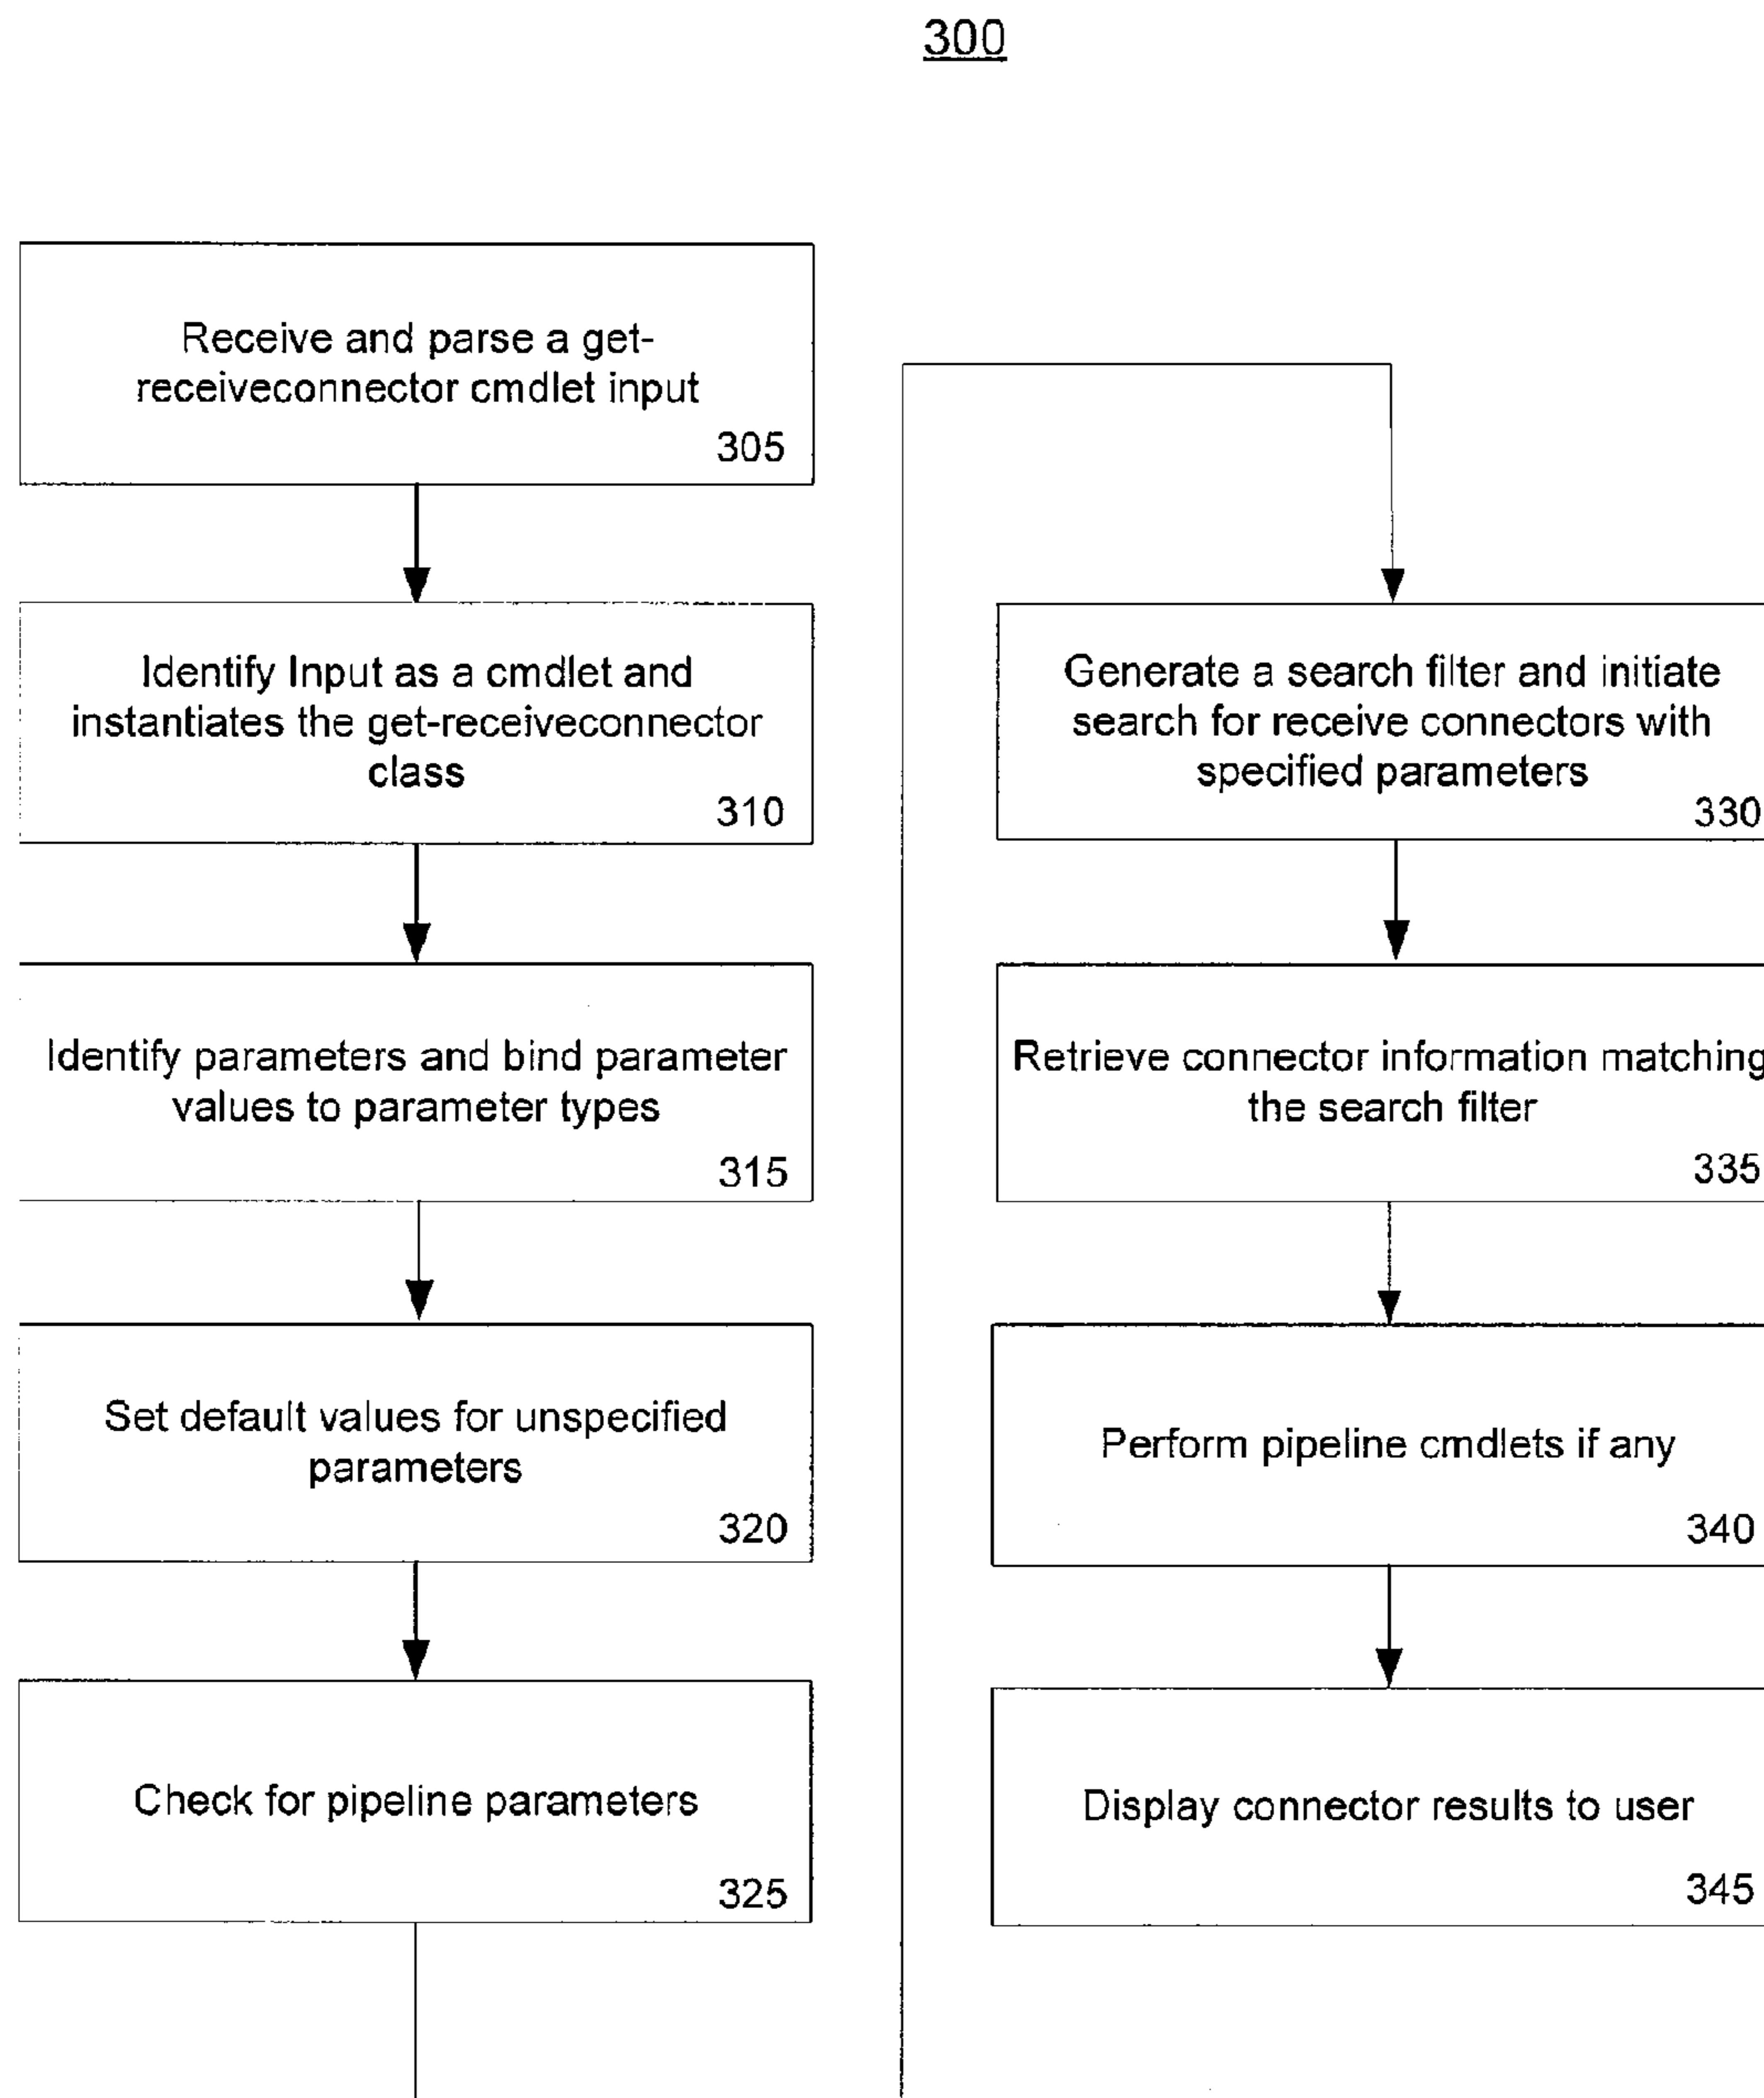 300
Receive and parse a get-
receiveconnector cmdlet input
305
Identify Input as a cmdlet and
instantiates the get-receiveconnector
class
310
Identify parameters and bind parameter
values to parameter types
315
Set default values for unspecified
parameters
320
Check for pipeline parameters
325
Generate a search filter and initiate
search for receive connectors with
specified parameters
330
Retrieve connector information matching
the search filter
335
Perform pipeline cmdlets if any
340
Display connector results to user
345